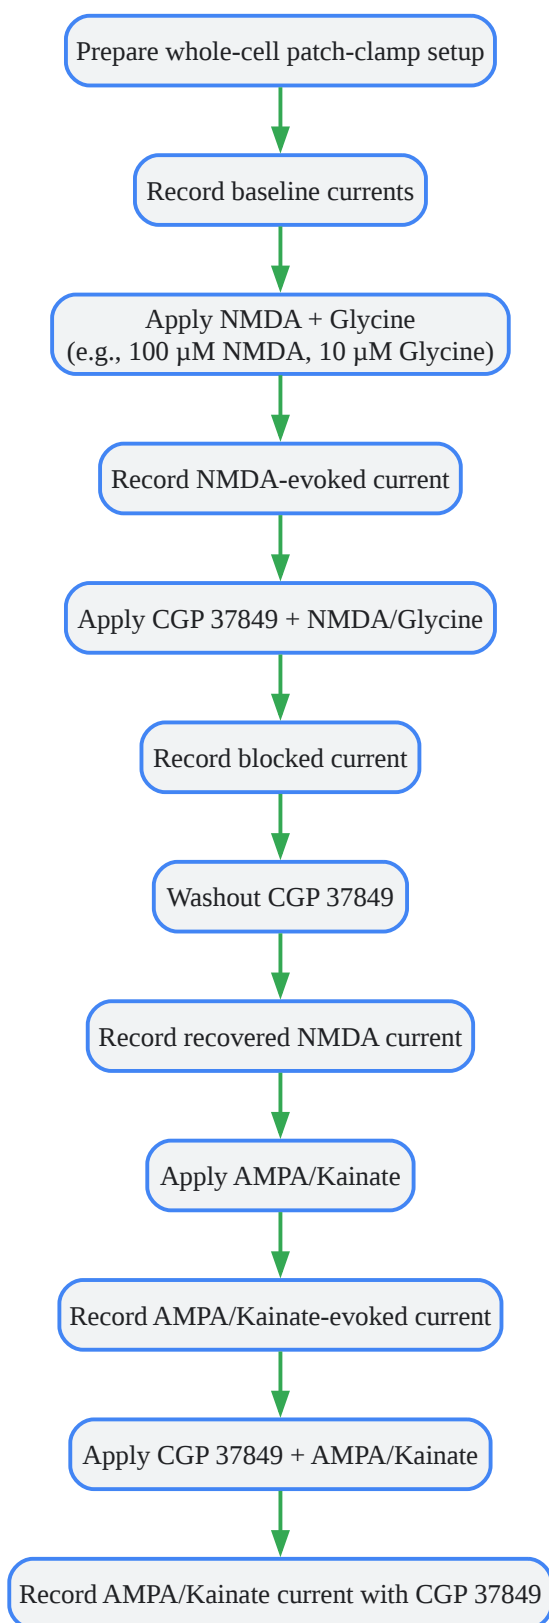 Prepare whole-cell patch-clamp setup
Record baseline currents
Apply NMDA + Glycine
(e.g., 100 µM NMDA, 10 µM Glycine)
Record NMDA-evoked current
Apply CGP 37849 + NMDA/Glycine
Record blocked current
Washout CGP 37849
Record recovered NMDA current
Apply AMPA/Kainate
Record AMPA/Kainate-evoked current
Apply CGP 37849 + AMPA/Kainate
Record AMPA/Kainate current with CGP 37849